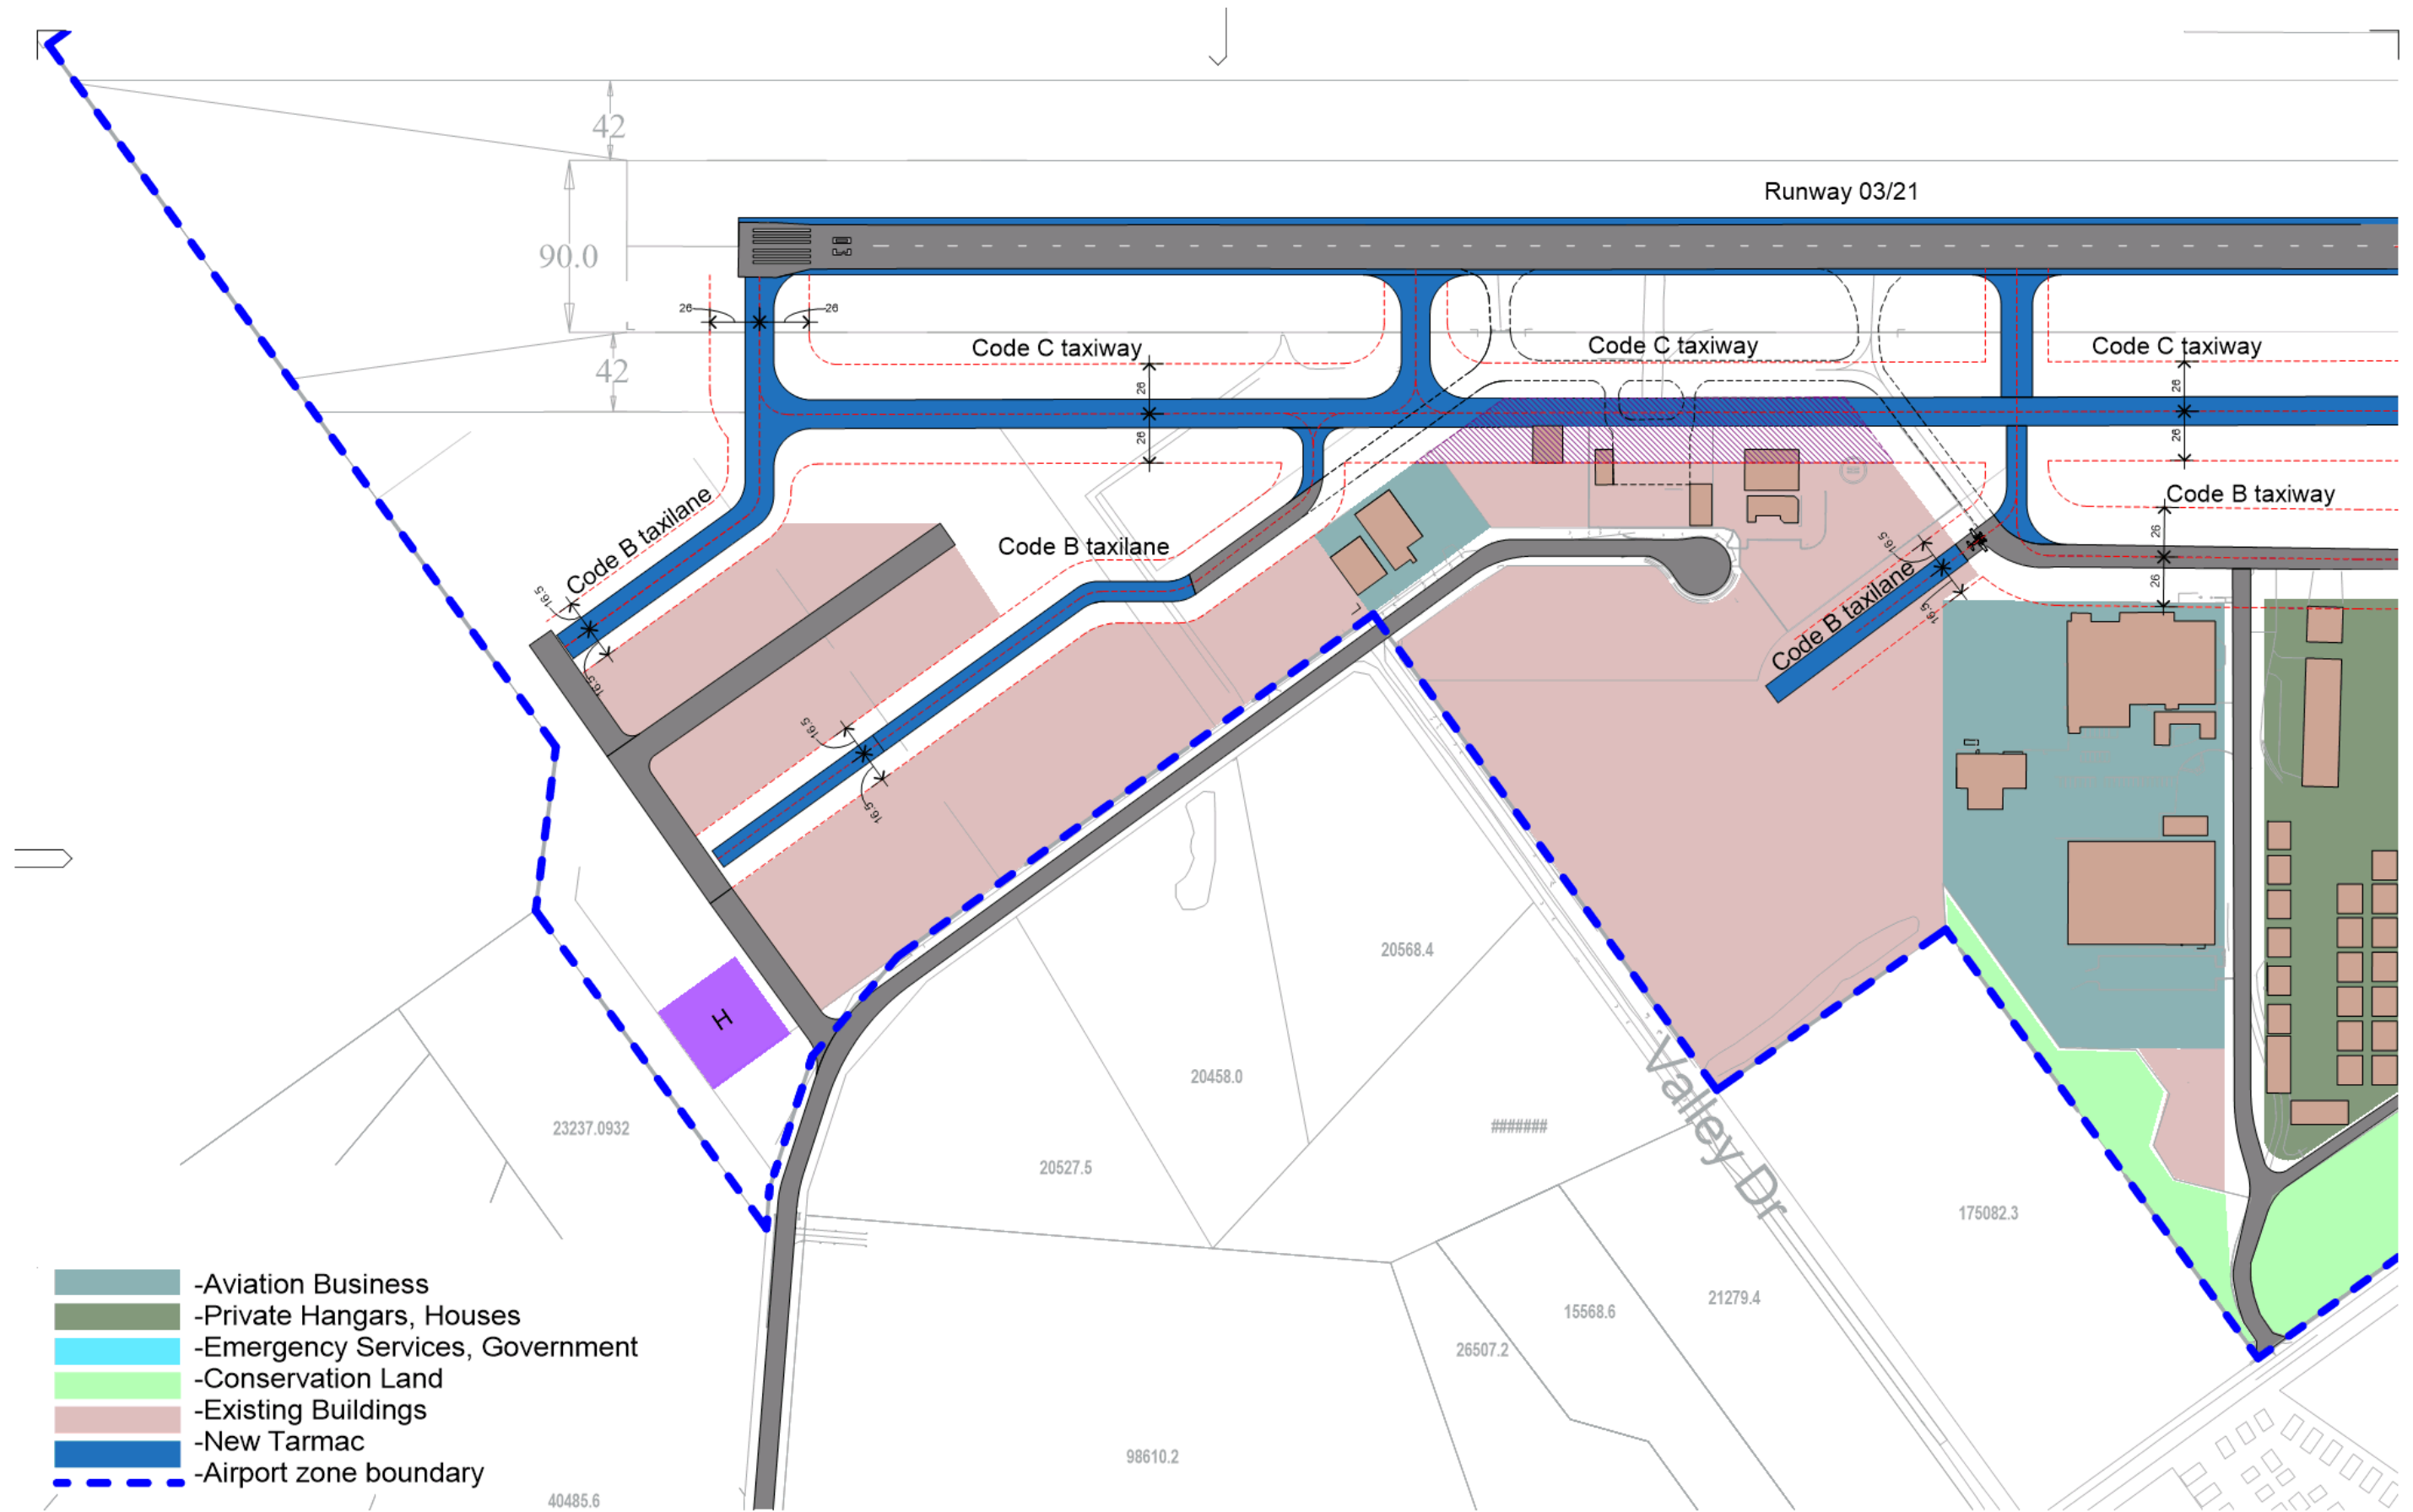 42
Runway 03/21
90.0
26
26
Code C taxiway
Code C taxiway
Code C taxiway
42
26
26
26
26
Code B taxiway
Code B taxilane
Code B taxilane
26
26
16.5
16.5
Code B taxilane
16.5
16.5
16.5
16.5
L
20568.4
H
20458.0
Valley Dr
23237.0932
#######
20527.5
175082.3
21279.4
15568.6
26507.2
98610.2
40485.6
-Aviation Business
-Private Hangars, Houses
-Emergency Services, Government
-Conservation Land
-Existing Buildings
-New Tarmac
-Airport zone boundary